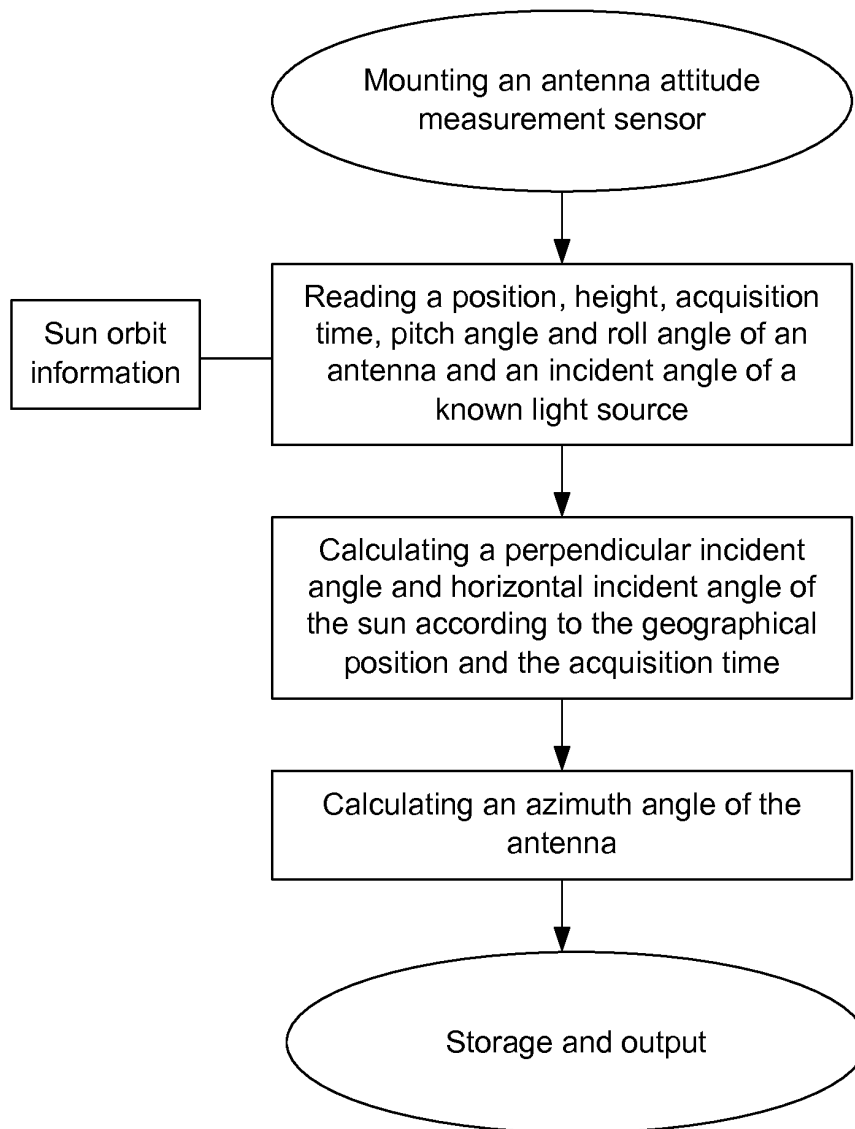 Mounting an antenna attitude
measurement sensor
Sun orbit
information
Reading a position, height, acquisition
time, pitch angle and roll angle of an
antenna and an incident angle of a
known light source
Calculating a perpendicular incident
angle and horizontal incident angle of
the sun according to the geographical
position and the acquisition time
Calculating an azimuth angle of the
antenna
Storage and output